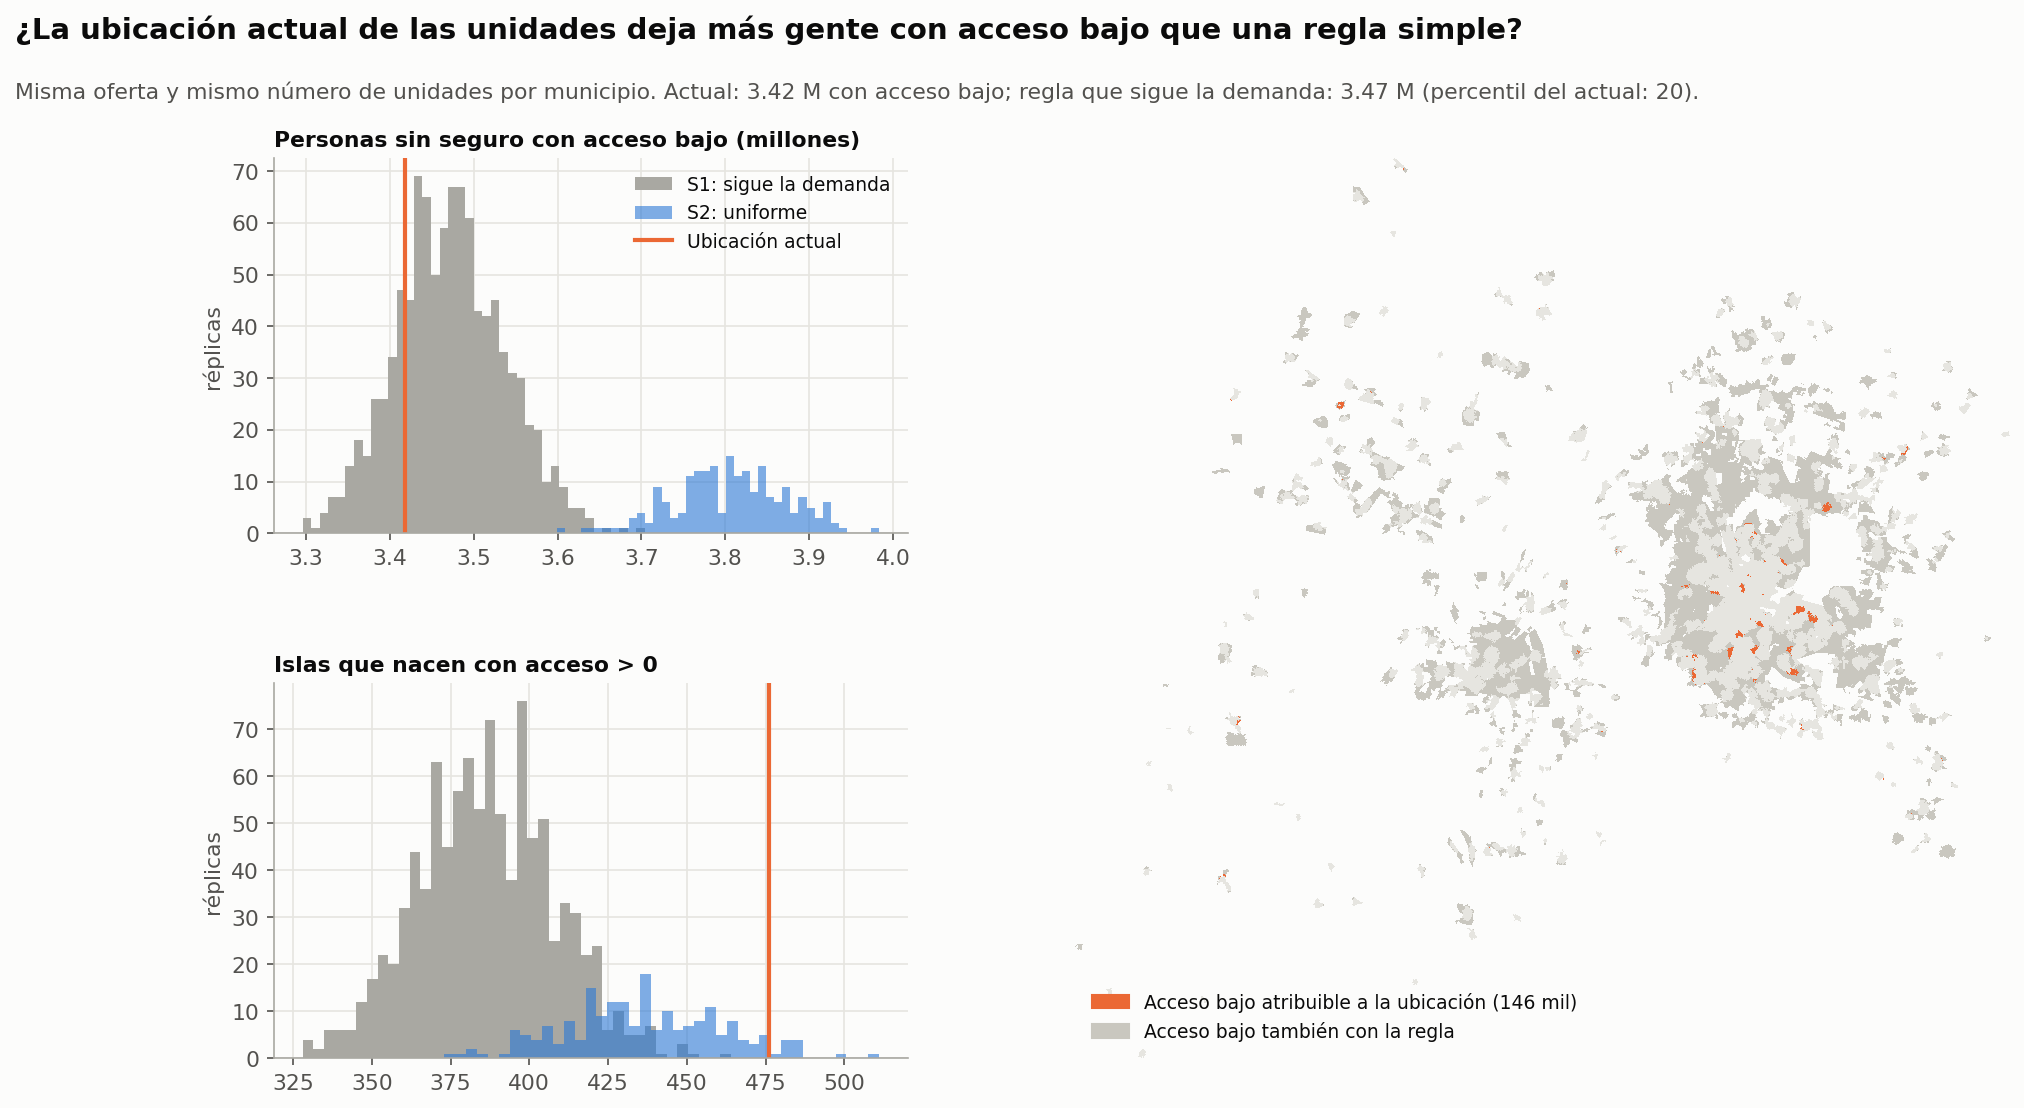 ¿La ubicación actual de las unidades deja más gente con acceso bajo que una regla simple?
Misma oferta y mismo número de unidades por municipio. Actual: 3.42 M con acceso bajo; regla que sigue la demanda: 3.47 M (percentil del actual: 20).
Personas sin seguro con acceso bajo (millones)
70
60
50
40
30
20
10
0
réplicas
S1: sigue la demanda
S2: uniforme
Ubicación actual
3.3 3.4 3.5 3.6 3.7 3.8 3.9 4.0
Islas que nacen con acceso > 0
70
60
50
40
30
20
10
0
réplicas
325 350 375 400 425 450 475 500
Acceso bajo atribuible a la ubicación (146 mil)
Acceso bajo también con la regla